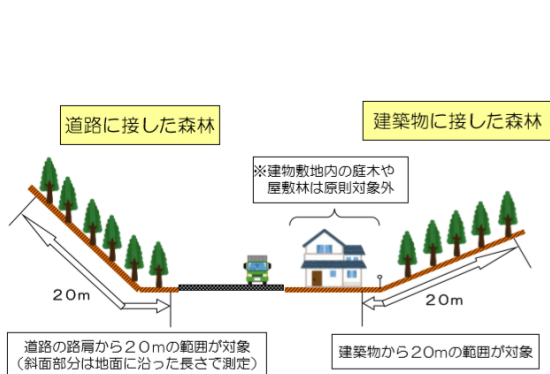 道路に接した森林
建築物に接した森林
※建物敷地内の庭木や
屋敷林は原則対象外
20m
20m
道路の路肩から20mの範囲が対象
（斜面部分は地面に沿った長さで測定）
建築物から20mの範囲が対象